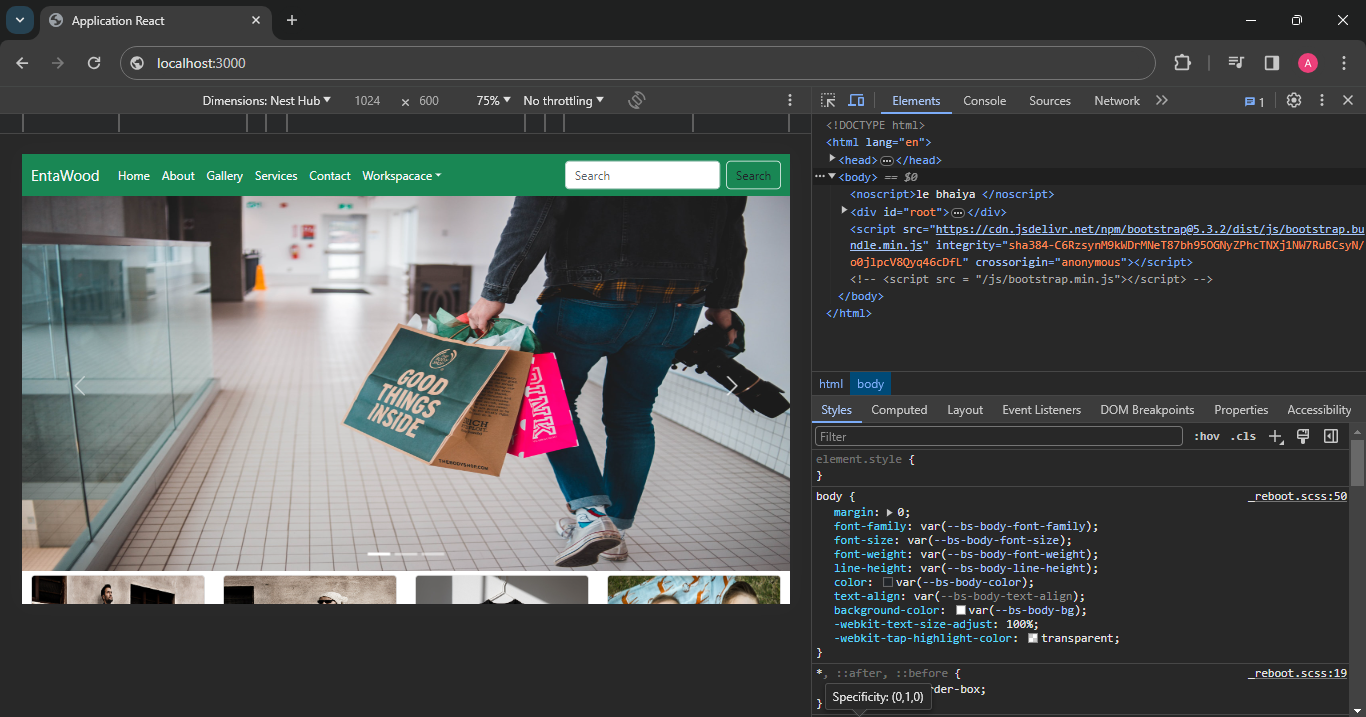 Application React
localhost:3000
A
Dimensions: Nest Hub
1024 × 600
75%
No throttling
Elements
Console
Sources
Network
1
EntaWood
Home
About
Gallery
Services
Contact
Workspacace
Search
Search
GOOD
THINGS
INSIDE
THEBODYSHOP.COM
PINK
<!DOCTYPE html>
<html lang="en">
<head> … </head>
<body> == $0
<noscript>le bhaiya </noscript>
<div id="root"> … </div>
<script src="https://cdn.jsdelivr.net/npm/bootstrap@5.3.2/dist/js/bootstrap.bu
ndle.min.js" integrity="sha384-C6RzsynM9kWDrMNeT87bh95OGNyZPhcTNXj1NW7RuBCsyN/
o0jlpcV8Qyq46cDfL" crossorigin="anonymous"></script>
<!-- <script src = "/js/bootstrap.min.js"></script> -->
</body>
</html>
html
body
Styles
Computed
Layout
Event Listeners
DOM Breakpoints
Properties
Accessibility
Filter
:hov
.cls
element.style {
}
body {
_reboot.scss:50
margin: 0;
font-family: var(--bs-body-font-family);
font-size: var(--bs-body-font-size);
font-weight: var(--bs-body-font-weight);
line-height: var(--bs-body-line-height);
color: var(--bs-body-color);
text-align: var(--bs-body-text-align);
background-color: var(--bs-body-bg);
-webkit-text-size-adjust: 100%;
-webkit-tap-highlight-color: transparent;
}
*, ::after, ::before {
_reboot.scss:19
der-box;
}
Specificity: (0,1,0)